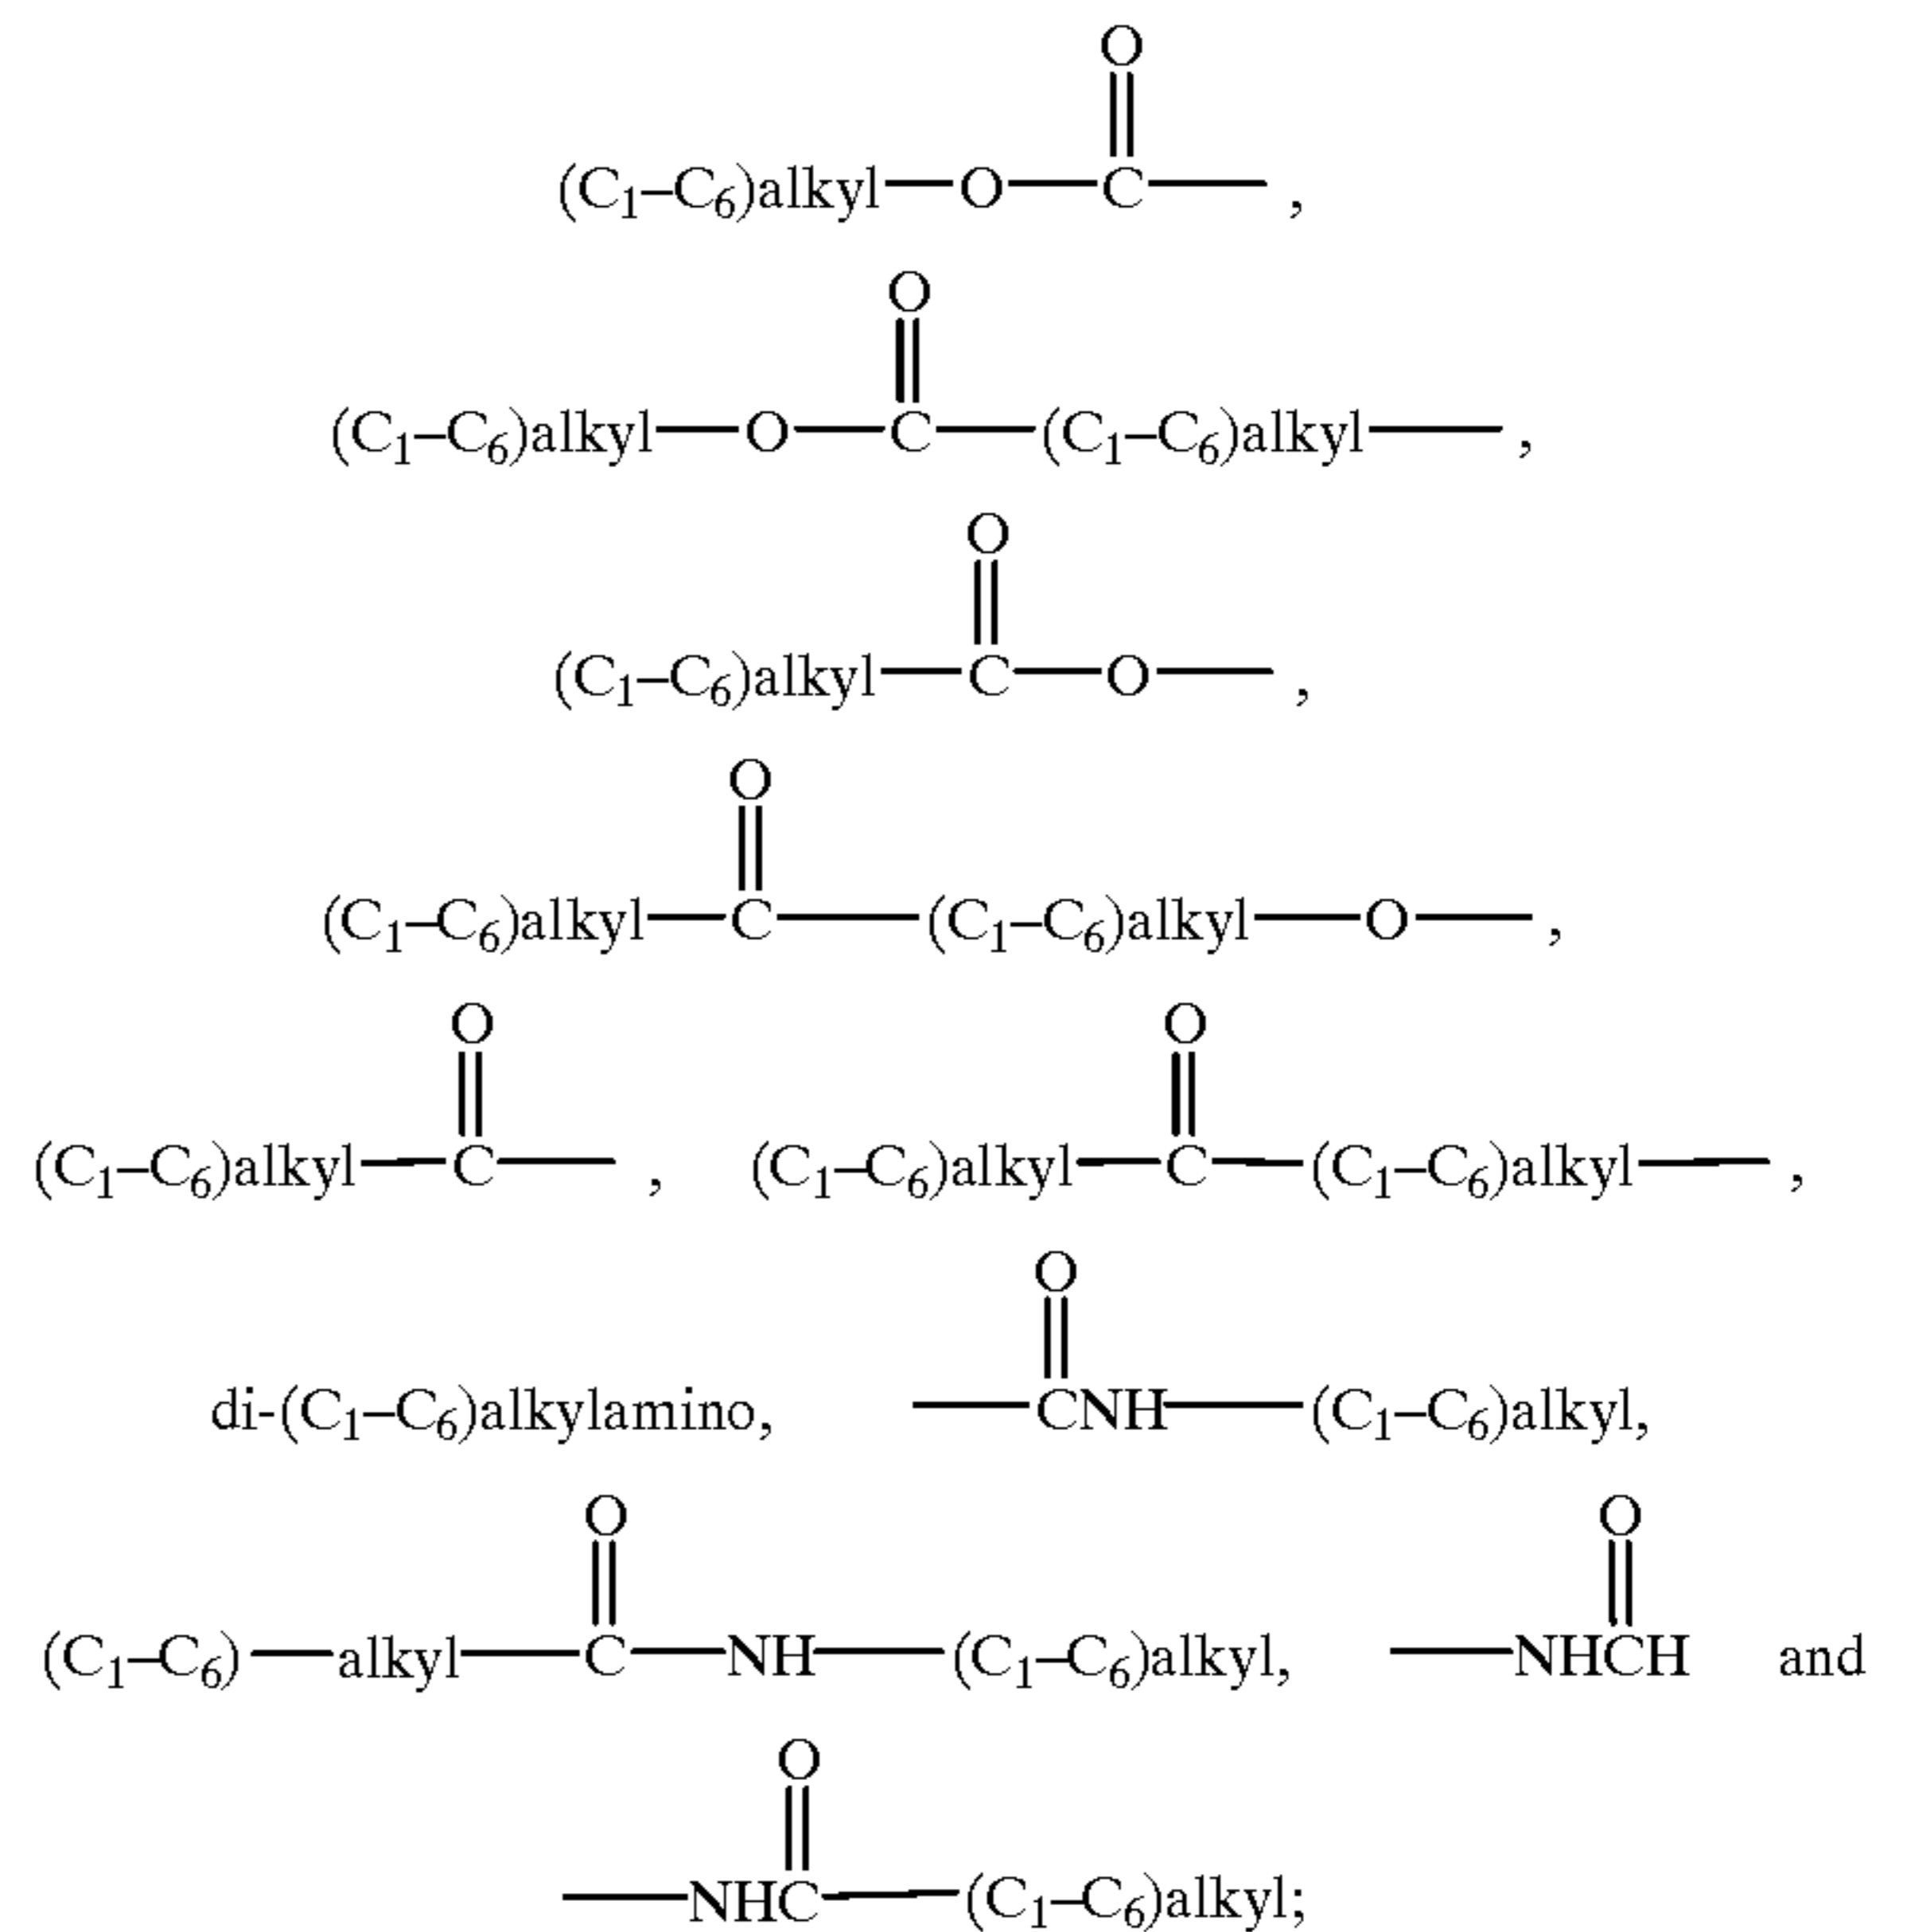 O
(C₁–C₆)alkyl—O—C—,
O
(C₁–C₆)alkyl—O—C—(C₁–C₆)alkyl—,
O
(C₁–C₆)alkyl—C—O—,
O
(C₁–C₆)alkyl—C—(C₁–C₆)alkyl—O—,
O O
(C₁–C₆)alkyl—C—, (C₁–C₆)alkyl—C—(C₁–C₆)alkyl—,
O
di-(C₁–C₆)alkylamino, —CNH—(C₁–C₆)alkyl,
O O
(C₁–C₆)—alkyl—C—NH—(C₁–C₆)alkyl, —NHCH and
O
—NHC—(C₁–C₆)alkyl;